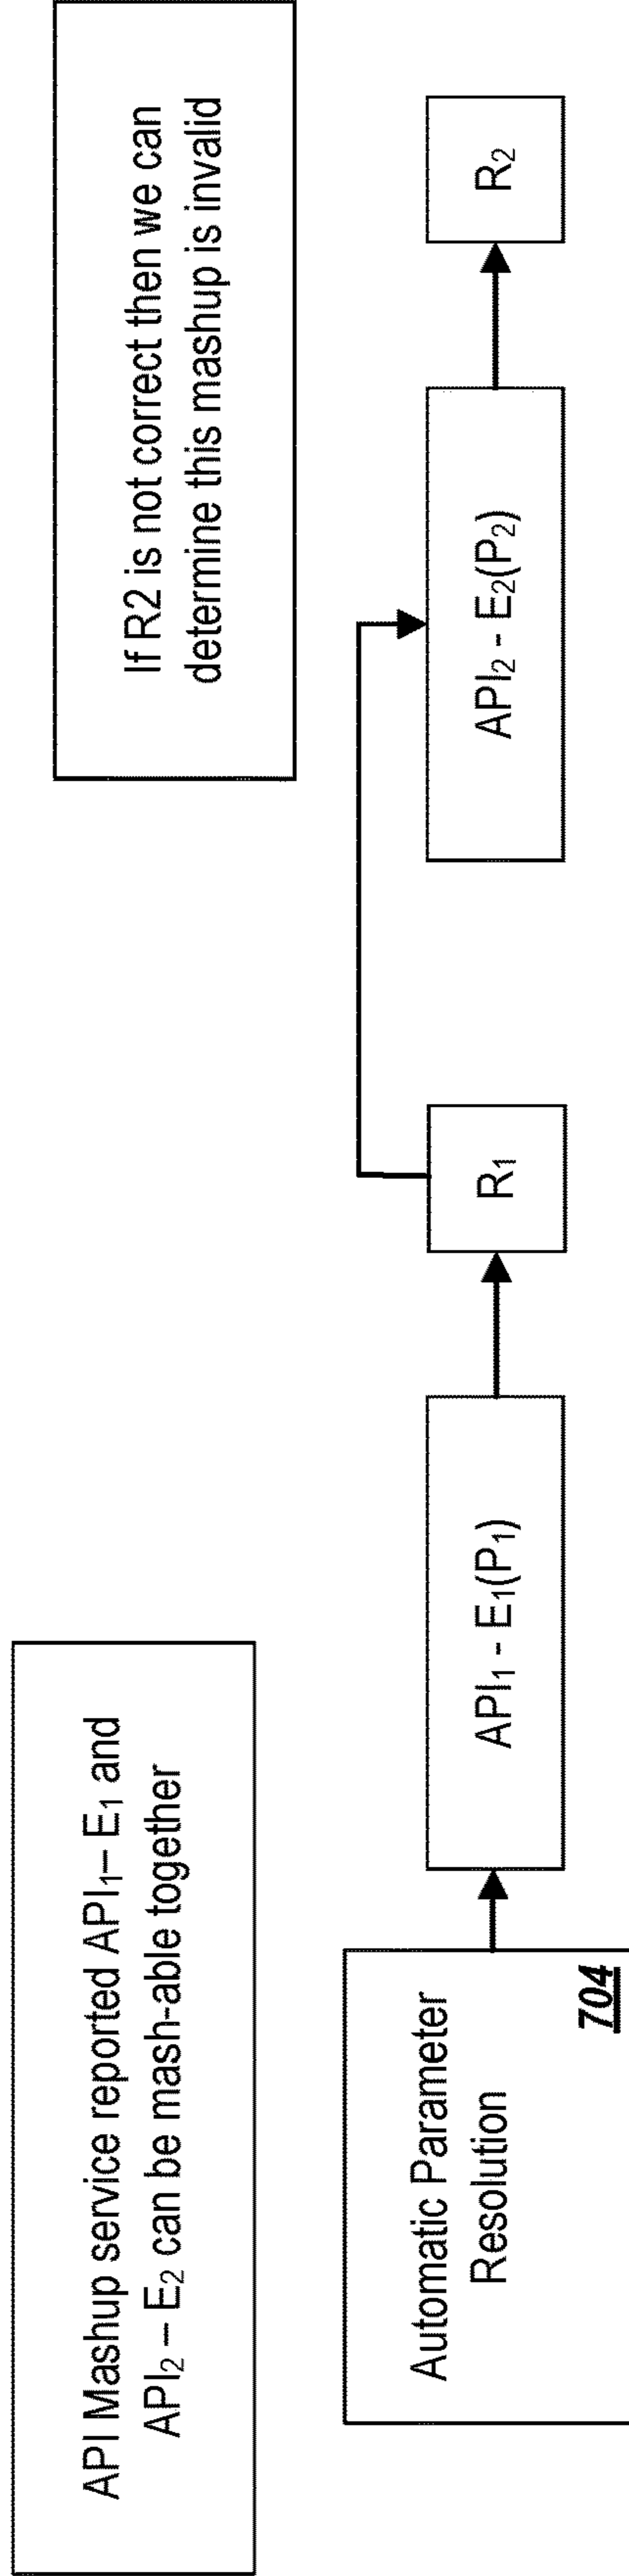 API Mashup service reported API₁– E₁ and
API₂ – E₂ can be mash-able together
If R2 is not correct then we can
determine this mashup is invalid
Automatic Parameter
Resolution
704
API₁ - E₁(P₁)
R₁
API₂ - E₂(P₂)
R₂